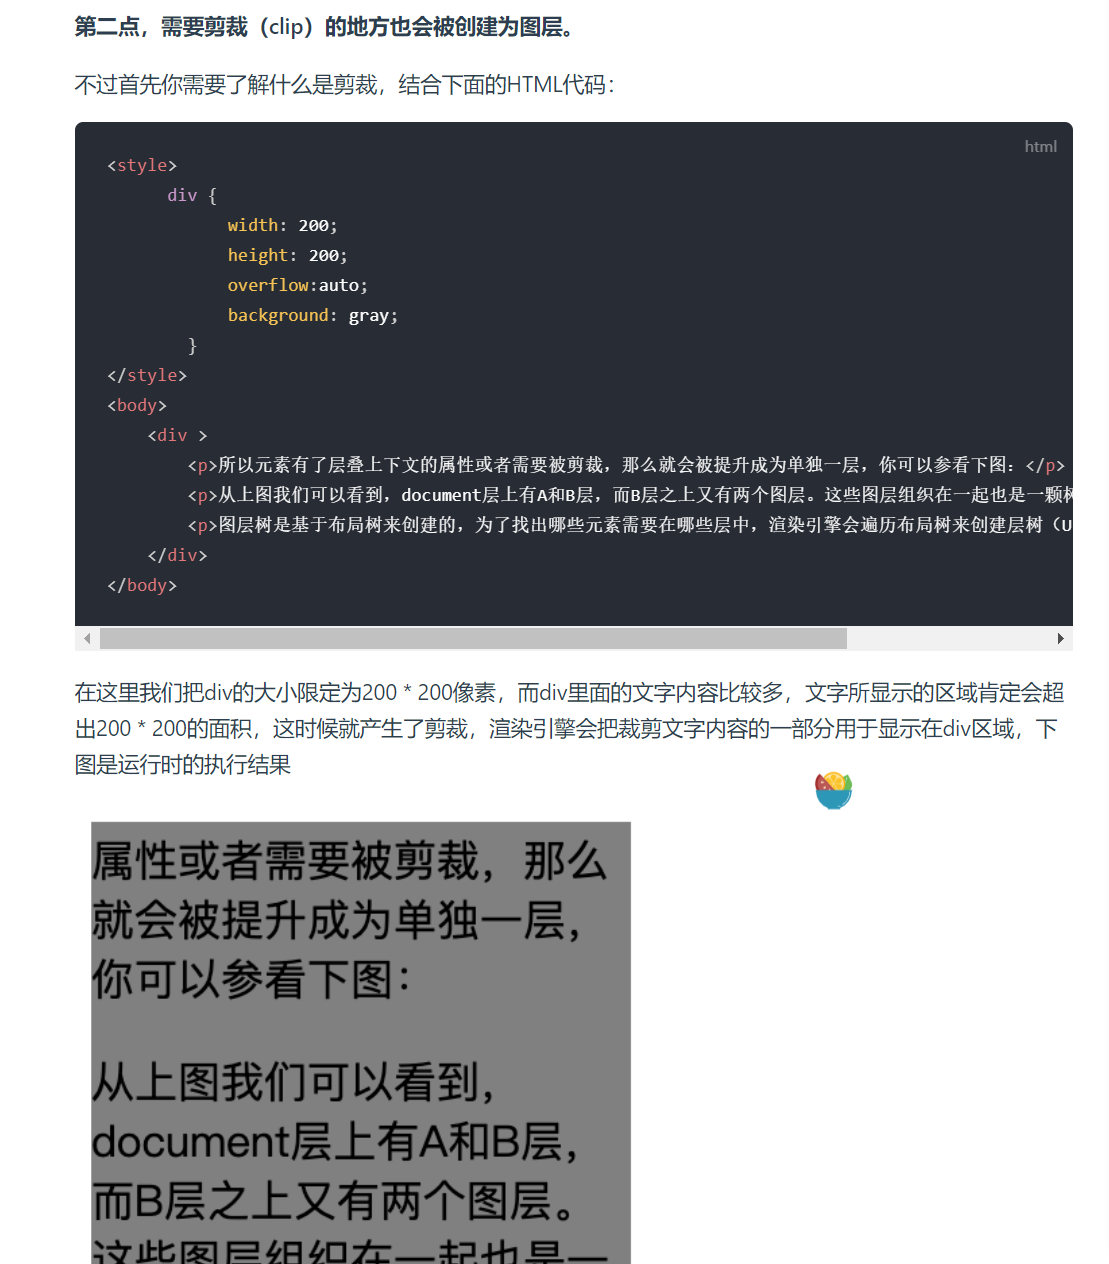 第二点，需要剪裁（clip）的地方也会被创建为图层。
不过首先你需要了解什么是剪裁，结合下面的HTML代码：
html
<style>
div {
width: 200;
height: 200;
overflow:auto;
background: gray;
}
</style>
<body>
<div >
<p>所以元素有了层叠上下文的属性或者需要被剪裁，那么就会被提升成为单独一层，你可以参看下图：</p>
<p>从上图我们可以看到，document层上有A和B层，而B层之上又有两个图层。这些图层组织在一起也是一颗树
<p>图层树是基于布局树来创建的，为了找出哪些元素需要在哪些层中，渲染引擎会遍历布局树来创建层树（U
</div>
</body>
在这里我们把div的大小限定为200 * 200像素，而div里面的文字内容比较多，文字所显示的区域肯定会超
出200 * 200的面积，这时候就产生了剪裁，渲染引擎会把裁剪文字内容的一部分用于显示在div区域，下
图是运行时的执行结果
属性或者需要被剪裁，那么
就会被提升成为单独一层，
你可以参看下图：
从上图我们可以看到，
document层上有A和B层，
而B层之上又有两个图层。
这些图层组织在一起也是一